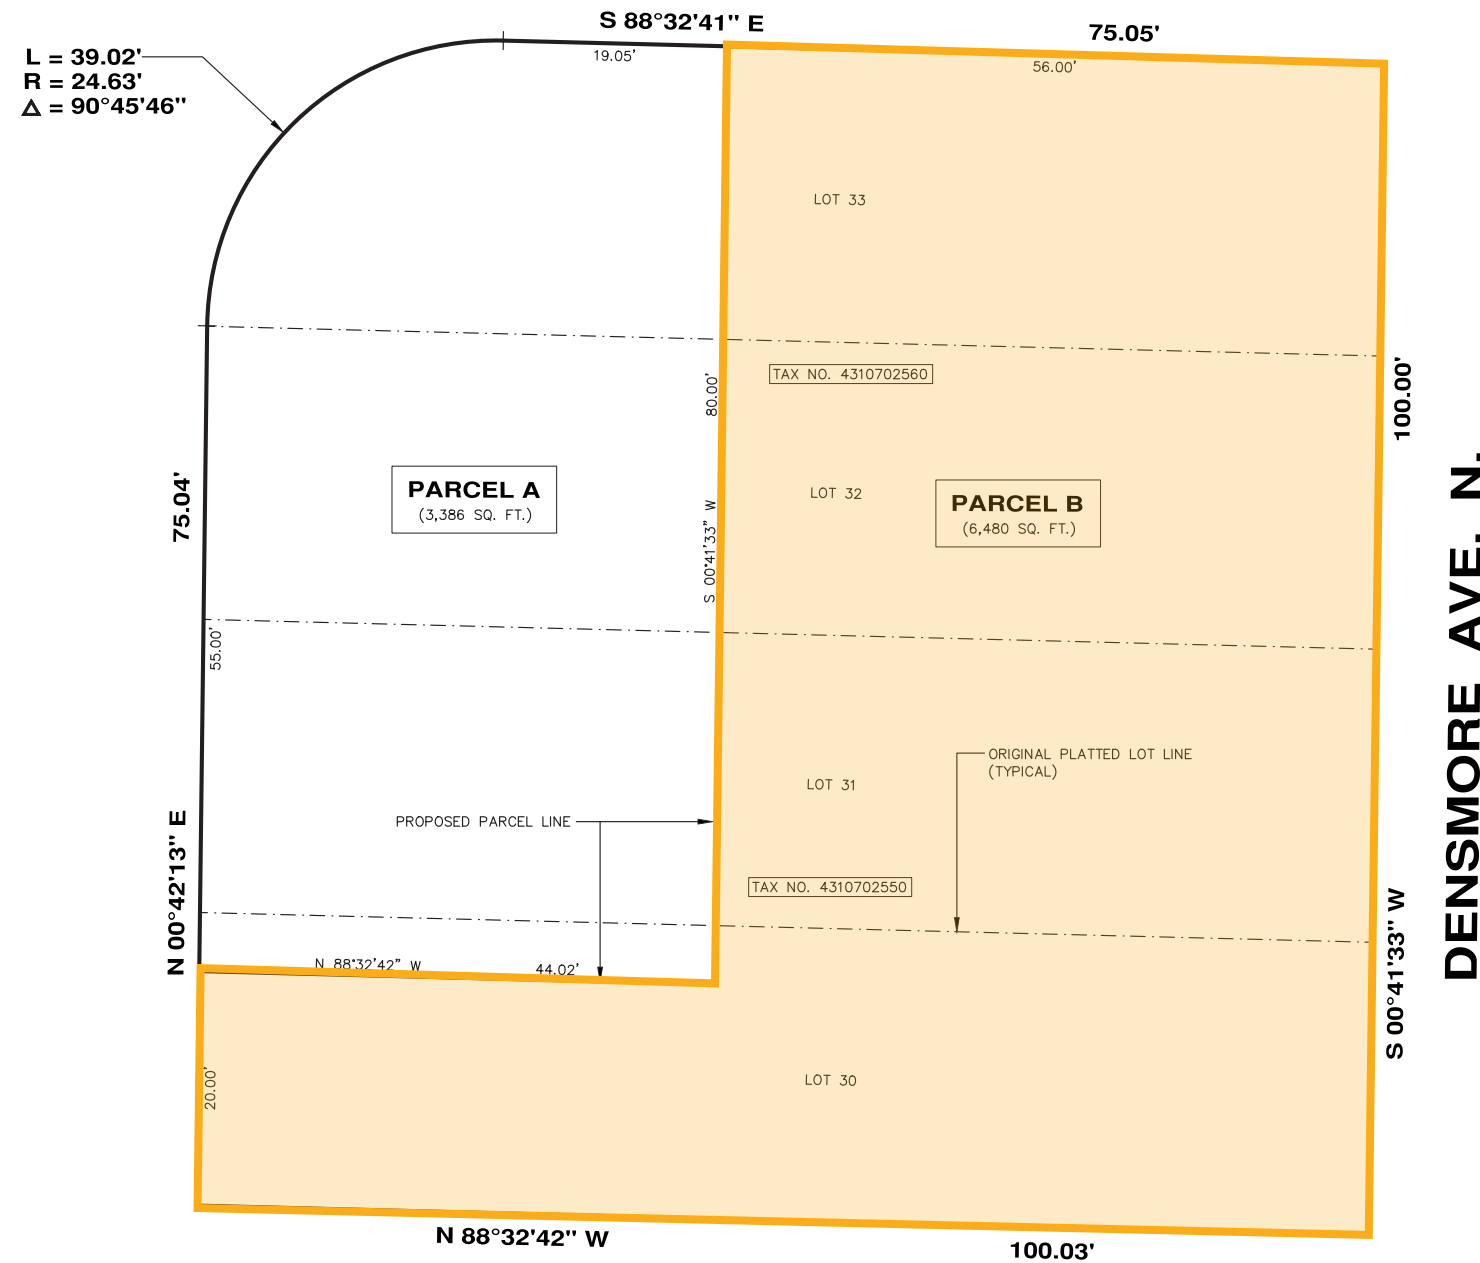 S 88°32'41" E
75.05'
L = 39.02'
R = 24.63'
Δ = 90°45'46"
19.05'
56.00'
LOT 33
TAX NO. 4310702560
80.00'
100.00'
PARCEL A
(3,386 SQ. FT.)
LOT 32
PARCEL B
(6,480 SQ. FT.)
75.04'
S 00°41'33" W
55.00'
ORIGINAL PLATTED LOT LINE
(TYPICAL)
LOT 31
PROPOSED PARCEL LINE
TAX NO. 4310702550
N 00°42'13" E
DENSMORE AVE. N.
S 00°41'33" W
N 88°32'42" W
44.02'
LOT 30
20.00'
N 88°32'42" W
100.03'